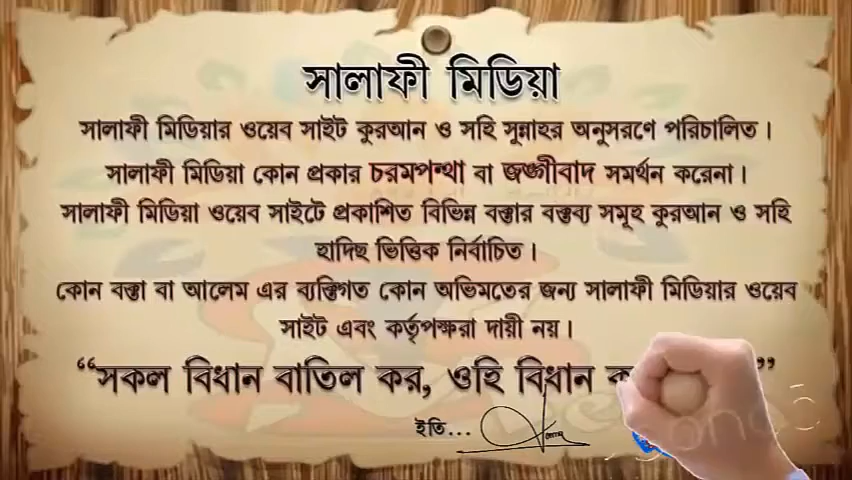 সালাফী মিডিয়া
সালাফী মিডিয়ার ওয়েব সাইট কুরআন ও সহি সুন্নাহর অনুসরণে পরিচালিত।
সালাফী মিডিয়া কোন প্রকার চরমপন্থা বা জঙ্গীবাদ সমর্থন করেনা।
সালাফী মিডিয়া ওয়েব সাইটে প্রকাশিত বিভিন্ন বক্তার বক্তব্য সমূহ কুরআন ও সহি
হাদিছ ভিত্তিক নির্বাচিত।
কোন বক্তা বা আলেম এর ব্যক্তিগত কোন অভিমতের জন্য সালাফী মিডিয়ার ওয়েব
সাইট এবং কর্তৃপক্ষরা দায়ী নয়।
“সকল বিধান বাতিল কর, ওহি বিধান ”
ইতি...